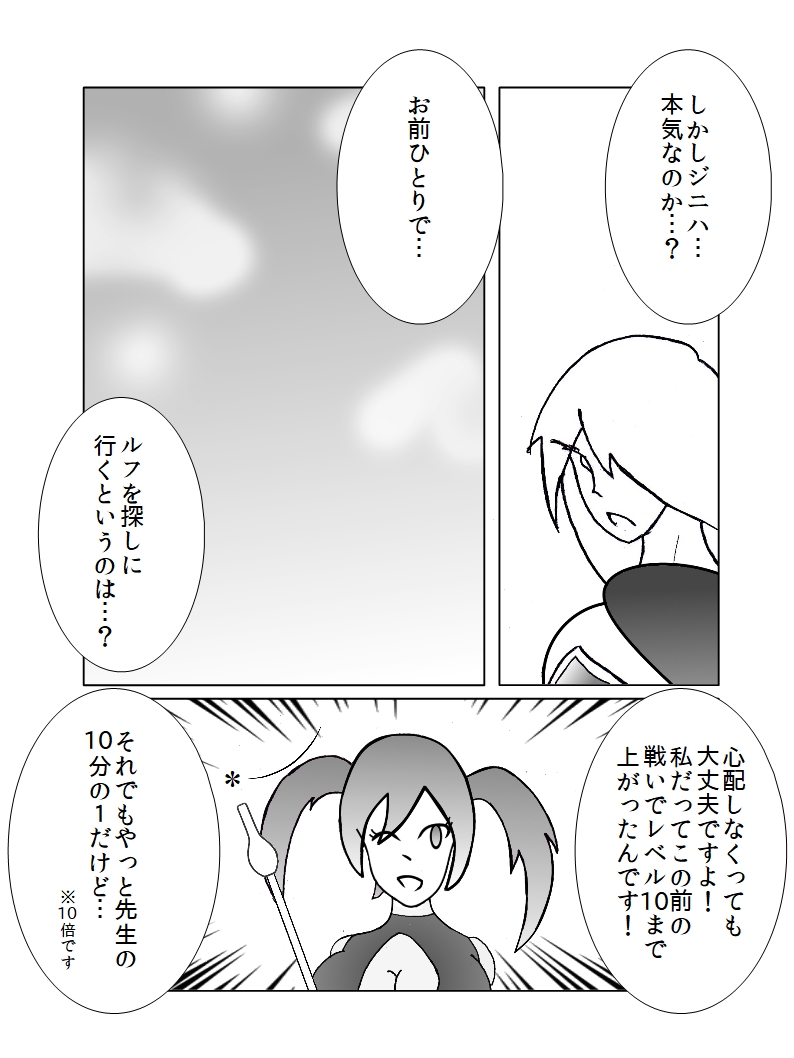 しかしジニハ…
本気なのか…？
お前ひとりで…
ルフを探しに
行くというのは…？
心配しなくっても
大丈夫ですよ！
私だってこの前の
戦いでレベル10まで
上がったんです！
それでもやっと先生の
10分の１だけど…
※10倍です
*